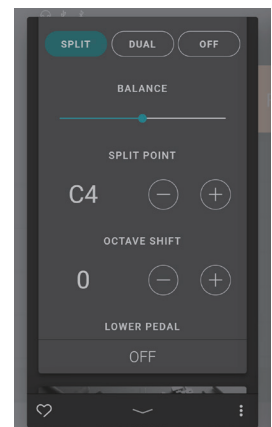 SPLIT DUAL OFF
BALANCE
SPLIT POINT
C4
OCTAVE SHIFT
0
LOWER PEDAL
OFF